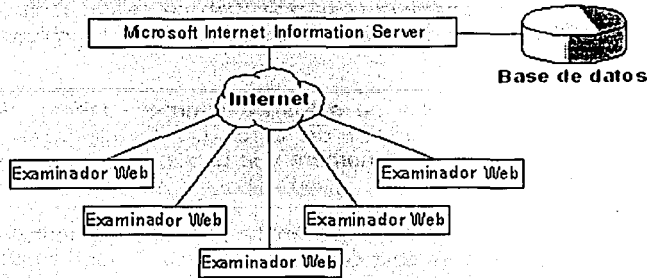 Microsoft Internet Information Server
Base de datos
Internet
Examinador Web
Examinador Web
Examinador Web
Examinador Web
Examinador Web